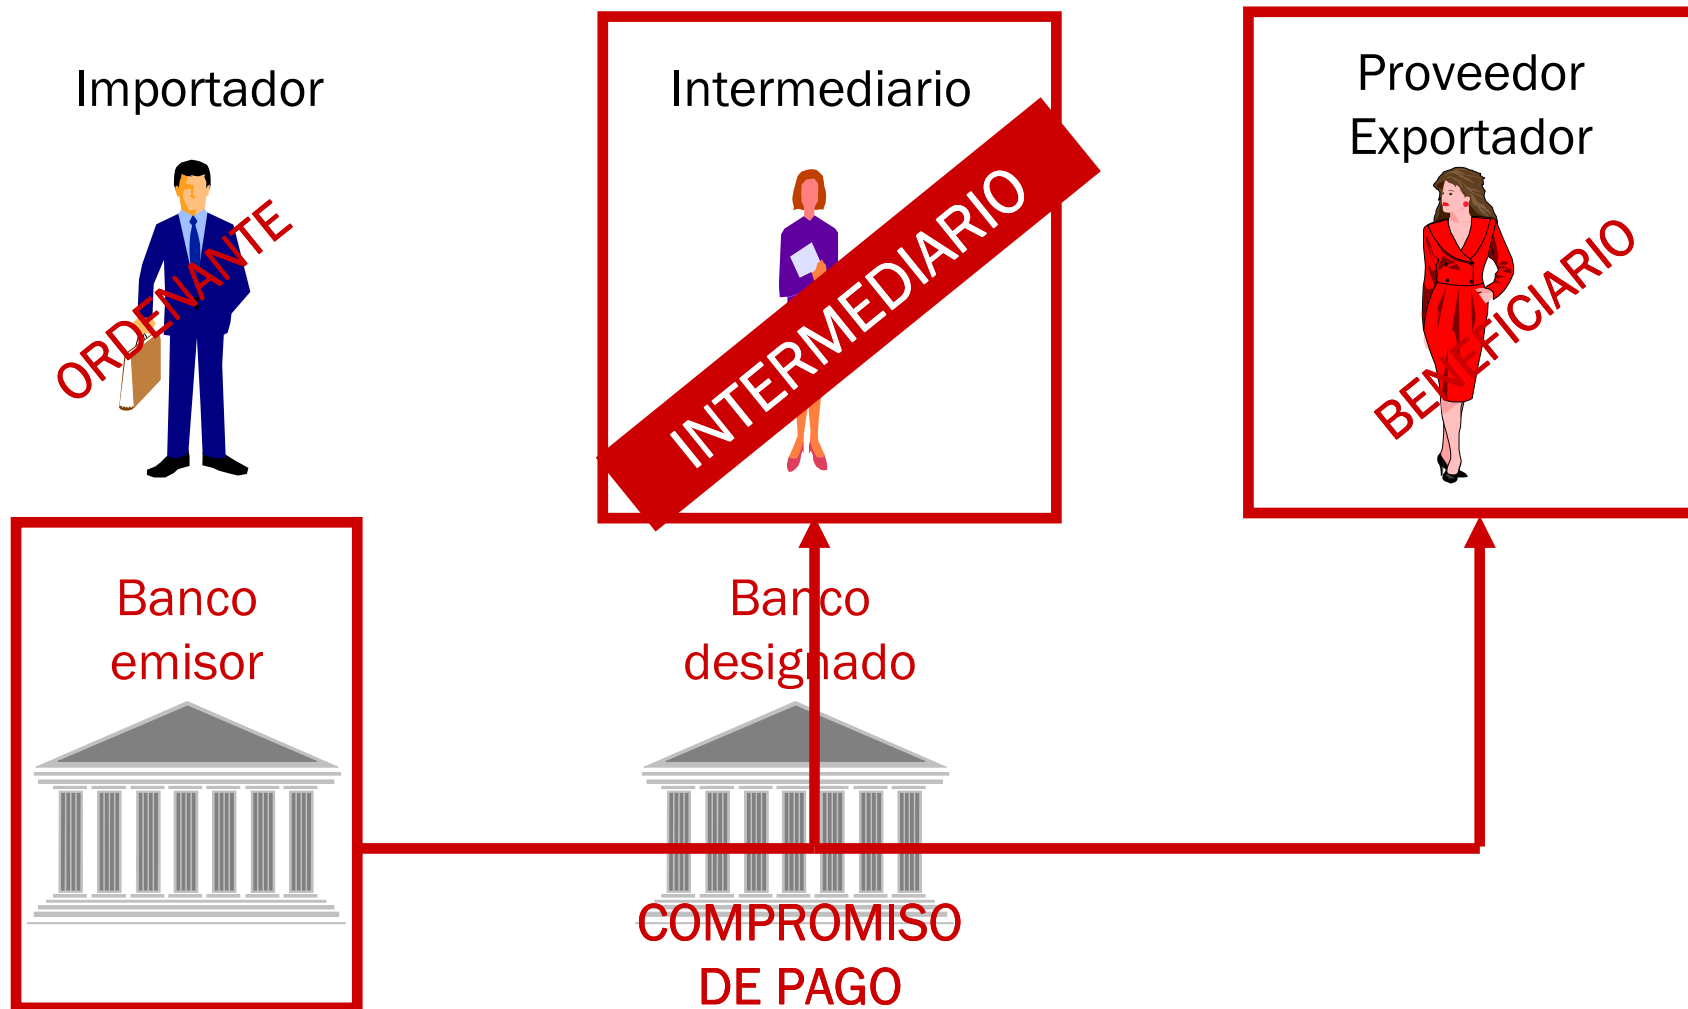 Importador
ORDENANTE
Intermediario
INTERMEDIARIO
Proveedor
Exportador
BENEFICIARIO
Banco
emisor
Banco
designado
COMPROMISO
DE PAGO